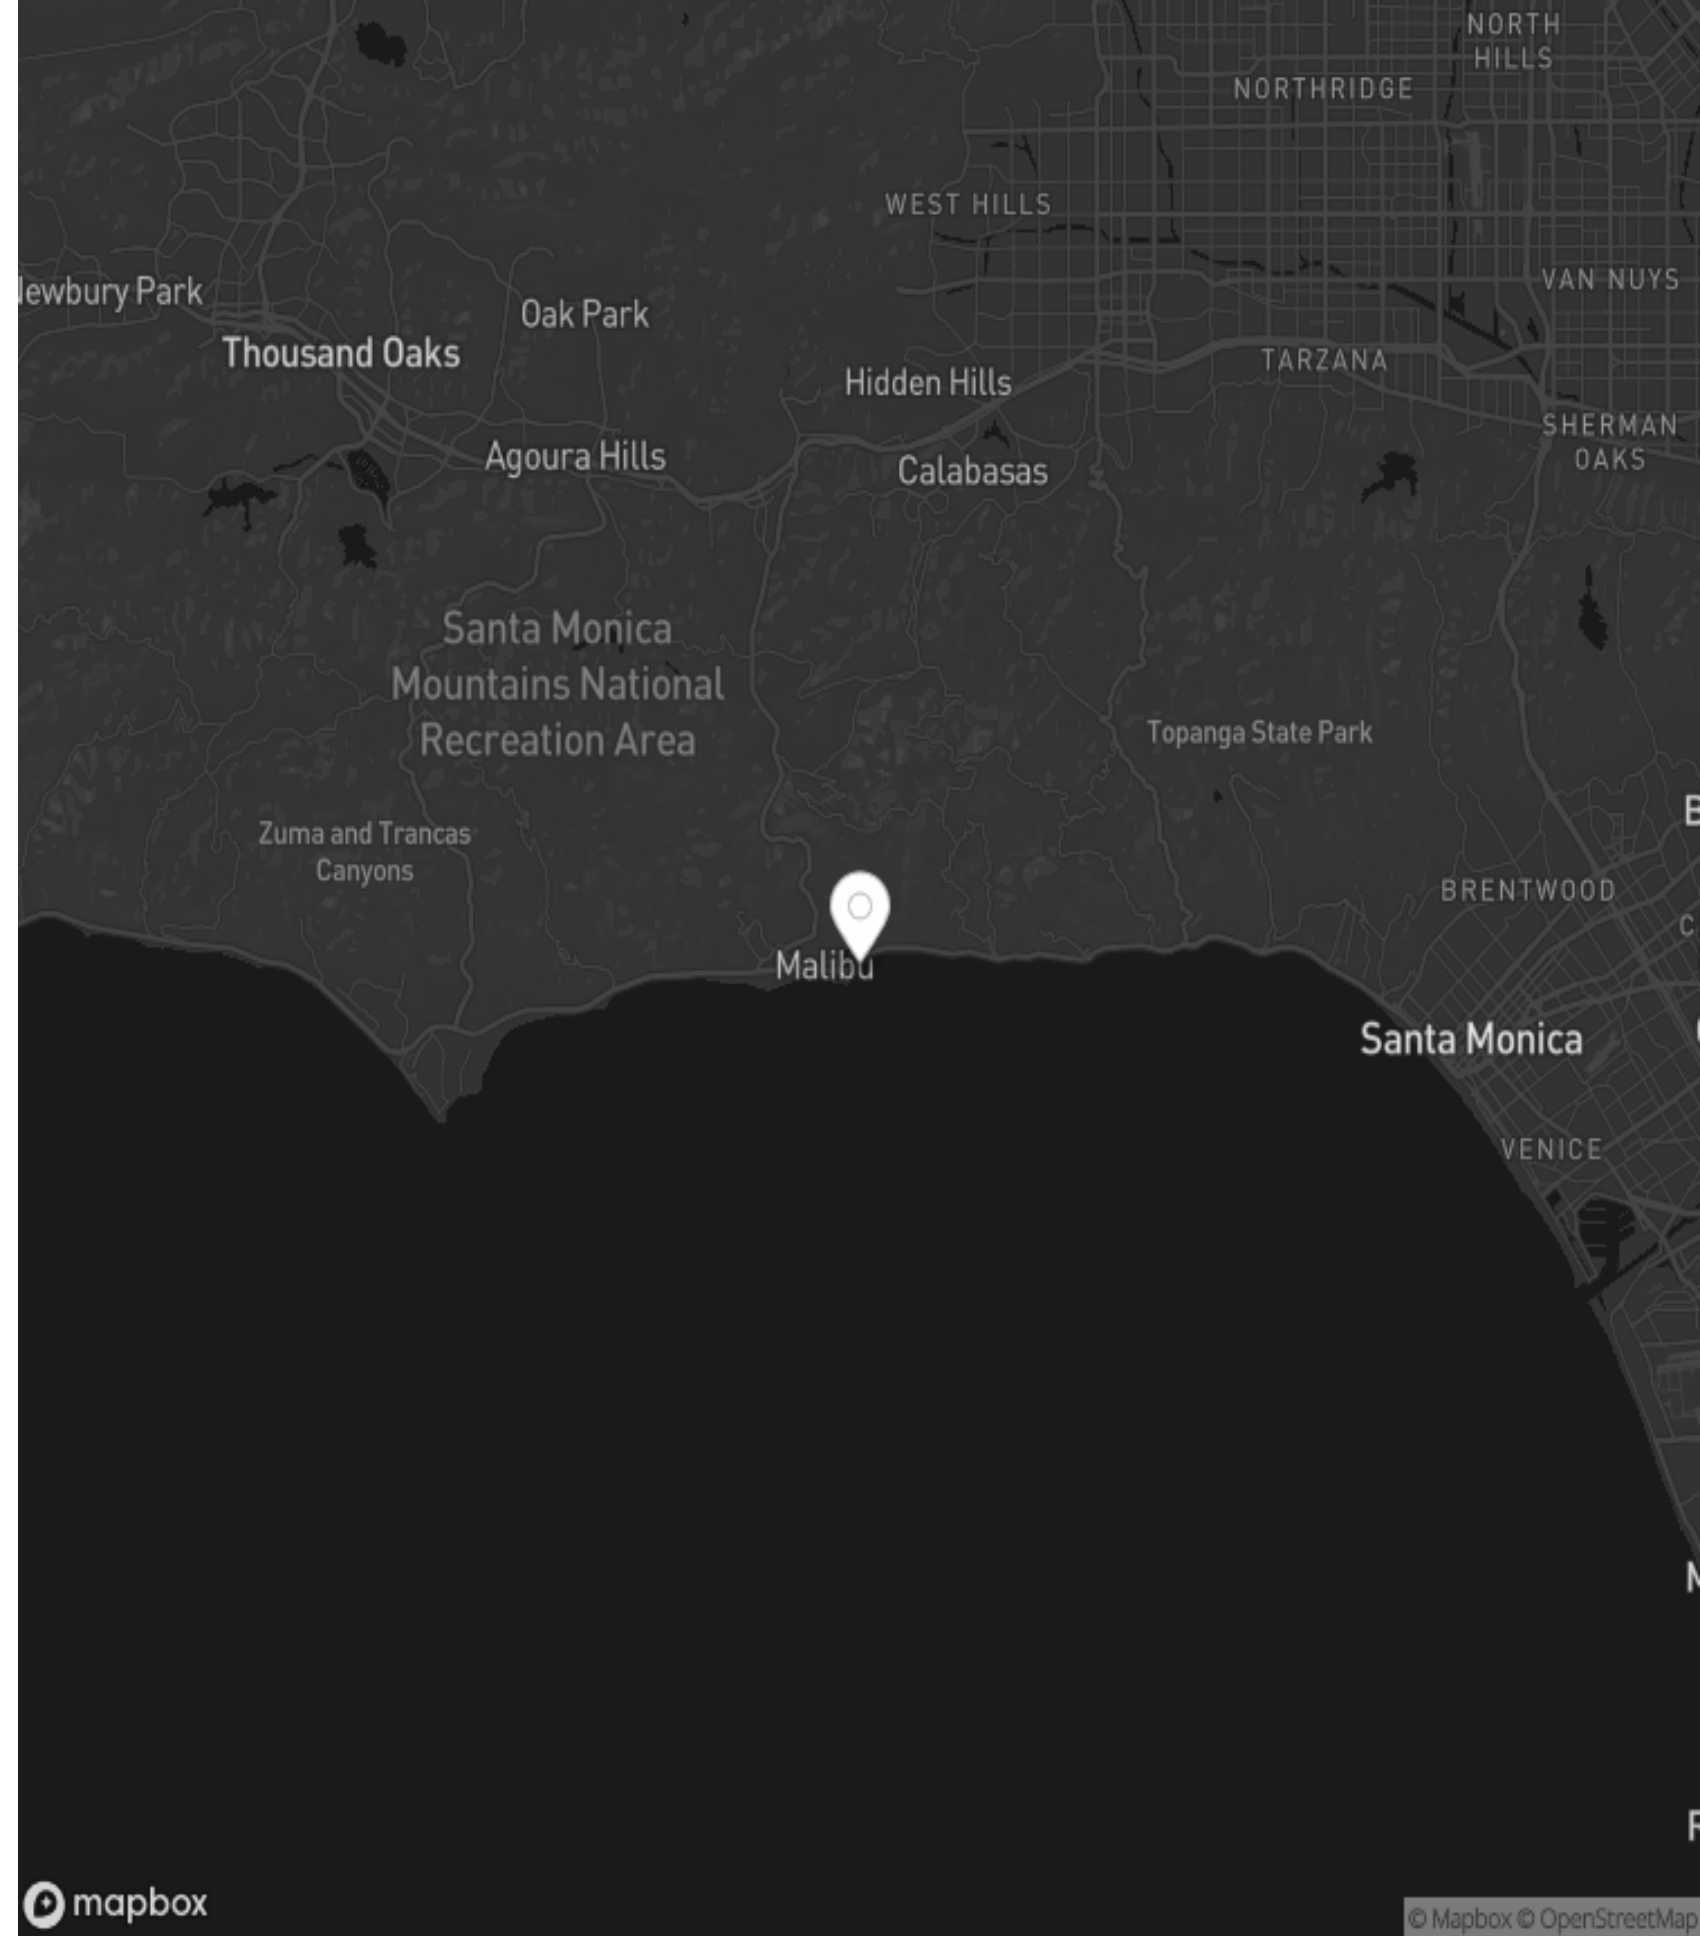 NORTH
HILLS
NORTHRIDGE
WEST HILLS
VAN NUYS
Newbury Park
Oak Park
Thousand Oaks
TARZANA
Hidden Hills
SHERMAN
OAKS
Agoura Hills
Calabasas
Santa Monica
Mountains National
Recreation Area
Topanga State Park
Zuma and Trancas
Canyons
BRENTWOOD
Malibu
Santa Monica
VENICE
mapbox
© Mapbox © OpenStreetMap